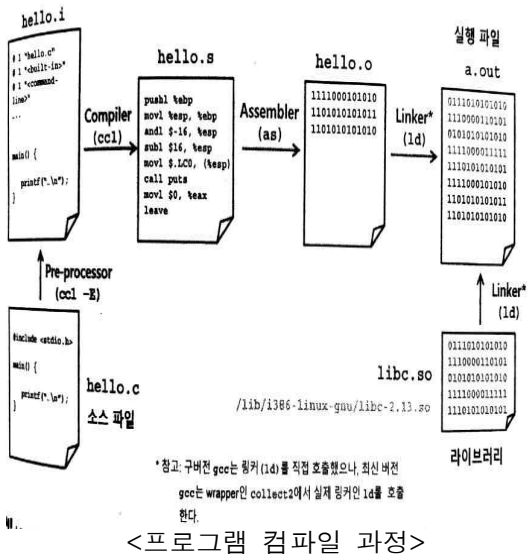 hello.i
# 1 "hello.c"
# 1 "<built-in>"
# 1 "<command-
line>"
...
main() {
printf("…\n");
}
Compiler
(cc1)
hello.s
pushl %ebp
movl %esp, %ebp
andl $-16, %esp
subl $16, %esp
movl $.LC0, (%esp)
call puts
movl $0, %eax
leave
Assembler
(as)
hello.o
1111000101010
1101010101011
1101010101010
Linker*
(ld)
실행 파일
a.out
0111010101010
1110000110101
0101010101010
1111000011111
1110101010101
1111000101010
1101010101011
1101010101010
Pre-processor
(cc1 -E)
#include <stdio.h>
main() {
printf("…\n");
}
hello.c
소스 파일
Linker*
(ld)
libc.so
/lib/i386-linux-gnu/libc-2.13.so
0111010101010
1110000110101
0101010101010
1111000011111
1110101010101
라이브러리
* 참고: 구버전 gcc는 링커(ld)를 직접 호출했으나, 최신 버전
gcc는 wrapper인 collect2에서 실제 링커인 ld를 호출
한다.
<프로그램 컴파일 과정>